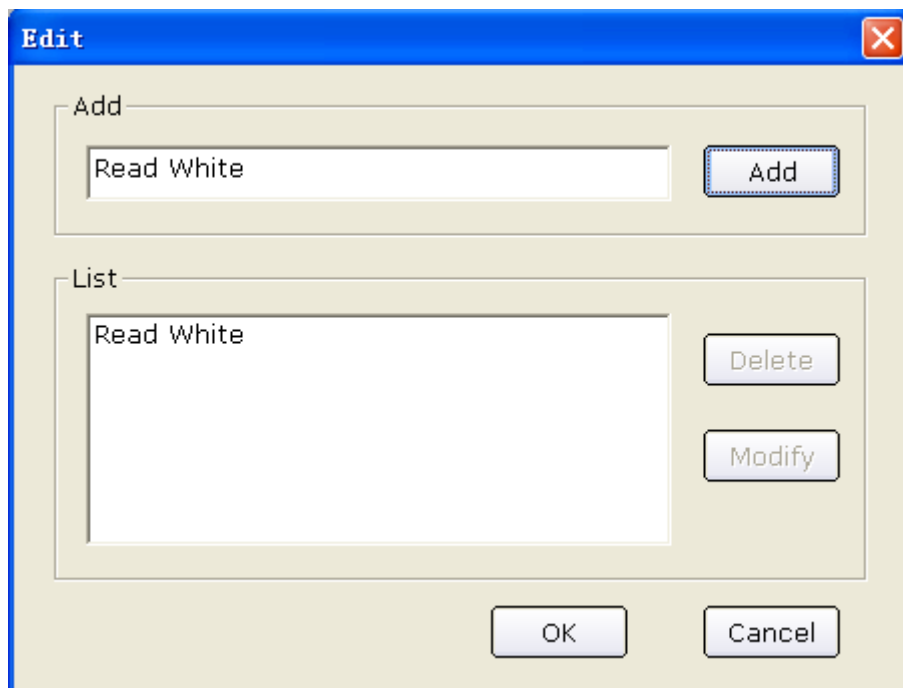 Edit
Add
Read White
Add
List
Read White
Delete
Modify
OK
Cancel